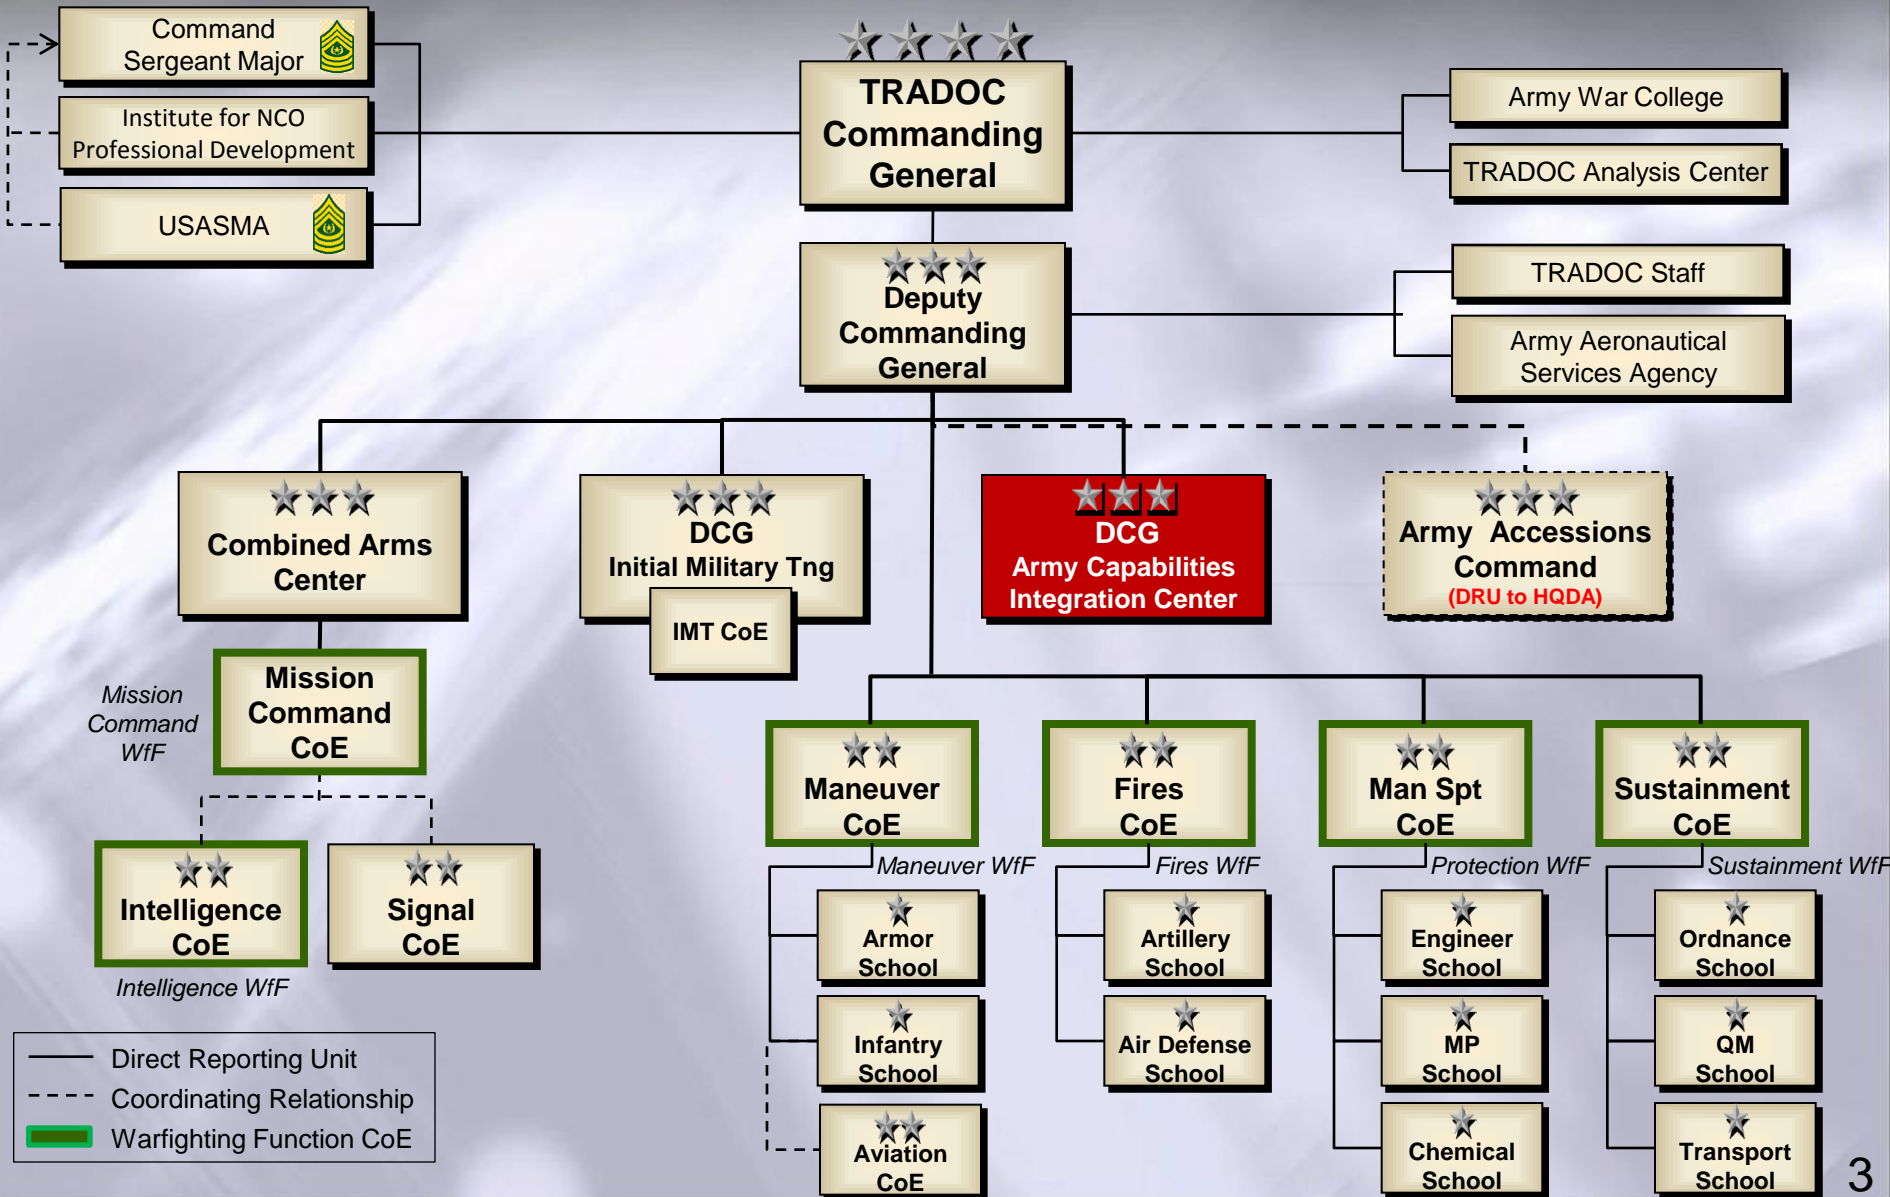 Command
Sergeant Major
Institute for NCO
Professional Development
USASMA
TRADOC
Commanding
General
Army War College
TRADOC Analysis Center
Deputy
Commanding
General
TRADOC Staff
Army Aeronautical
Services Agency
Combined Arms
Center
DCG
Initial Military Tng
IMT CoE
DCG
Army Capabilities
Integration Center
Army Accessions
Command
(DRU to HQDA)
Mission
Command
WfF
Mission
Command
CoE
Intelligence
CoE
Intelligence WfF
Signal
CoE
Maneuver
CoE
Maneuver WfF
Armor
School
Infantry
School
Aviation
CoE
Fires
CoE
Fires WfF
Artillery
School
Air Defense
School
Man Spt
CoE
Protection WfF
Engineer
School
MP
School
Chemical
School
Sustainment
CoE
Sustainment WfF
Ordnance
School
QM
School
Transport
School
Direct Reporting Unit
Coordinating Relationship
Warfighting Function CoE
3